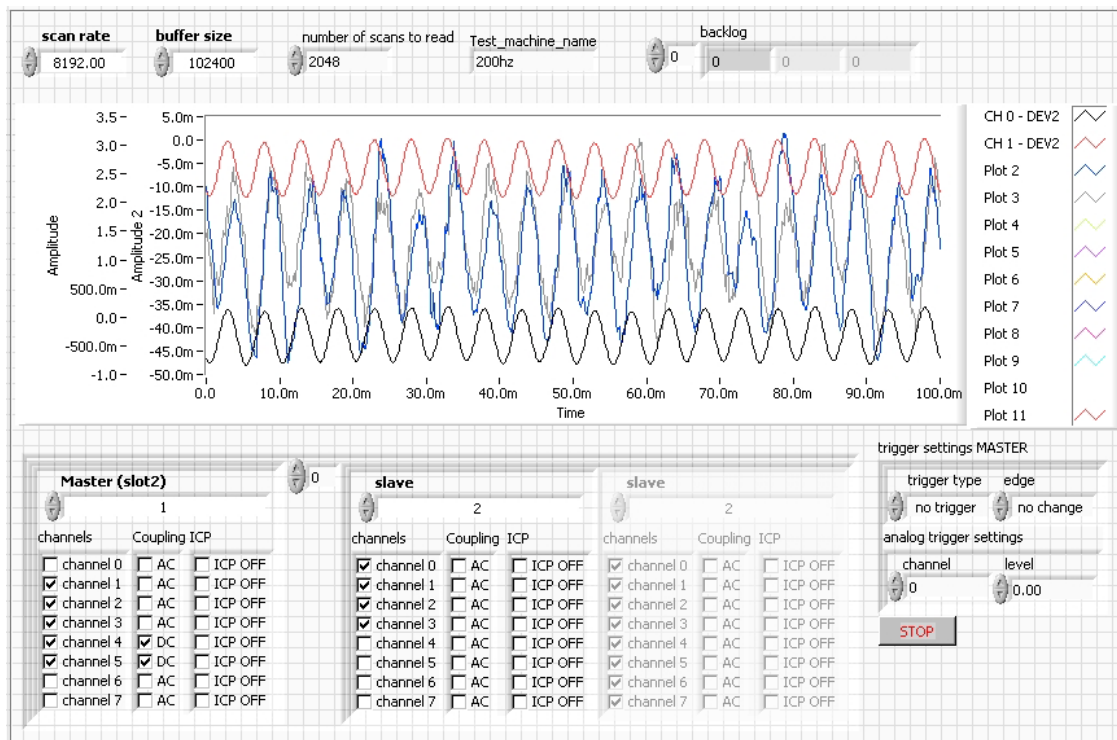 scan rate buffer size number of scans to read Test_machine_name backlog
8192.00 102400 2048 200hz 0 0 0 0
3.5 5.0m CH 0 - DEV2
3.0 0.0 CH 1 - DEV2
2.5 -5.0m Plot 2
2.0 -10.0m Plot 3
1.5 -15.0m Plot 4
1.0 -20.0m Plot 5
500.0m -25.0m Plot 6
0.0 -30.0m Plot 7
-500.0m -35.0m Plot 8
-1.0 -40.0m Plot 9
-45.0m Plot 10
-50.0m Plot 11
Amplitude
Amplitude 2
0.0 10.0m 20.0m 30.0m 40.0m 50.0m 60.0m 70.0m 80.0m 90.0m 100.0m
Time
Master (slot2)
1
channels Coupling ICP
channel 0 AC ICP OFF
channel 1 AC ICP OFF
channel 2 AC ICP OFF
channel 3 AC ICP OFF
channel 4 DC ICP OFF
channel 5 DC ICP OFF
channel 6 AC ICP OFF
channel 7 AC ICP OFF
0
slave
2
channels Coupling ICP
channel 0 AC ICP OFF
channel 1 AC ICP OFF
channel 2 AC ICP OFF
channel 3 AC ICP OFF
channel 4 AC ICP OFF
channel 5 AC ICP OFF
channel 6 AC ICP OFF
channel 7 AC ICP OFF
slave
2
channels Coupling ICP
channel 0 AC ICP OFF
channel 1 AC ICP OFF
channel 2 AC ICP OFF
channel 3 AC ICP OFF
channel 4 AC ICP OFF
channel 5 AC ICP OFF
channel 6 AC ICP OFF
channel 7 AC ICP OFF
trigger settings MASTER
trigger type edge
no trigger no change
analog trigger settings
channel level
0 0.00
STOP